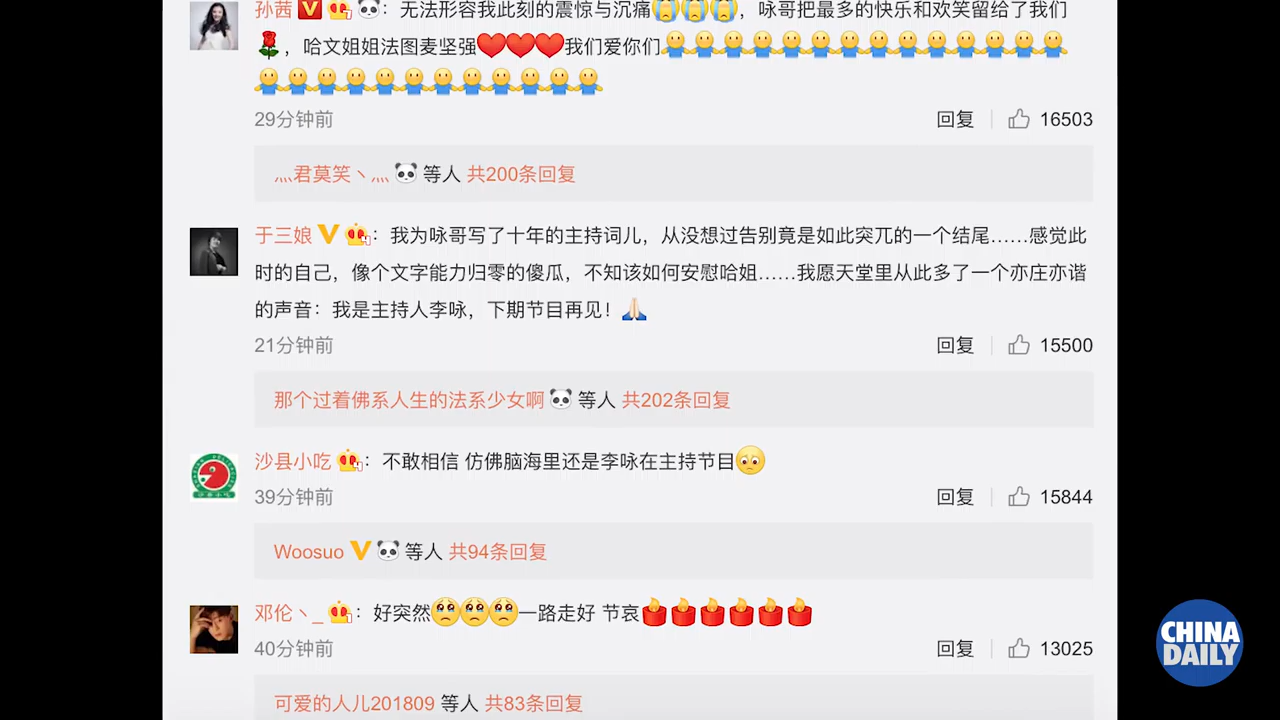 孙茜：无法形容我此刻的震惊与沉痛😭😭😭，咏哥把最多的快乐和欢笑留给了我们
🌹，哈文姐姐法图麦坚强❤❤❤我们爱你们
29分钟前 回复 16503
灬君莫笑丶灬 等人 共200条回复
于三娘：我为咏哥写了十年的主持词儿，从没想过告别竟是如此突兀的一个结尾……感觉此
时的自己，像个文字能力归零的傻瓜，不知该如何安慰哈姐……我愿天堂里从此多了一个亦庄亦谐
的声音：我是主持人李咏，下期节目再见！🙏
21分钟前 回复 15500
那个过着佛系人生的法系少女啊 等人 共202条回复
沙县小吃：不敢相信 仿佛脑海里还是李咏在主持节目
39分钟前 回复 15844
Woosuo 等人 共94条回复
邓伦丶_：好突然一路走好 节哀
40分钟前 回复 13025
可爱的人儿201809 等人 共83条回复
CHINA
DAILY